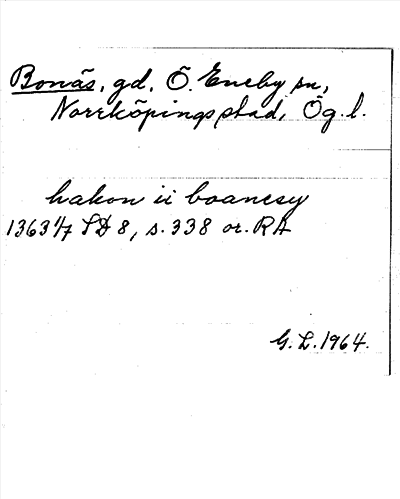 Bonäs, gd, Ö. Eneby sn,
Norrköpings stad, Ög. l.
hakon ii boanesy
1363 1/7 SD 8, s. 338 or. RA
G. L. 1964.